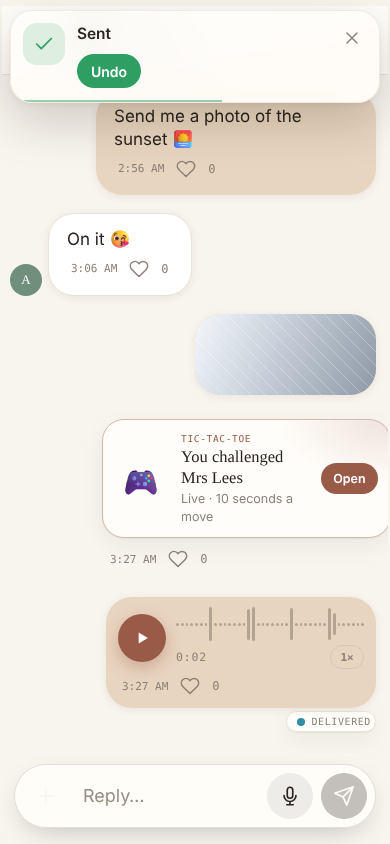 Sent
Undo
Send me a photo of the
sunset 🌅
2:56 AM 0
On it 😘
3:06 AM 0
A
TIC-TAC-TOE
You challenged
Mrs Lees
Live · 10 seconds a
move
Open
3:27 AM 0
0:02
1×
3:27 AM 0
DELIVERED
Reply...